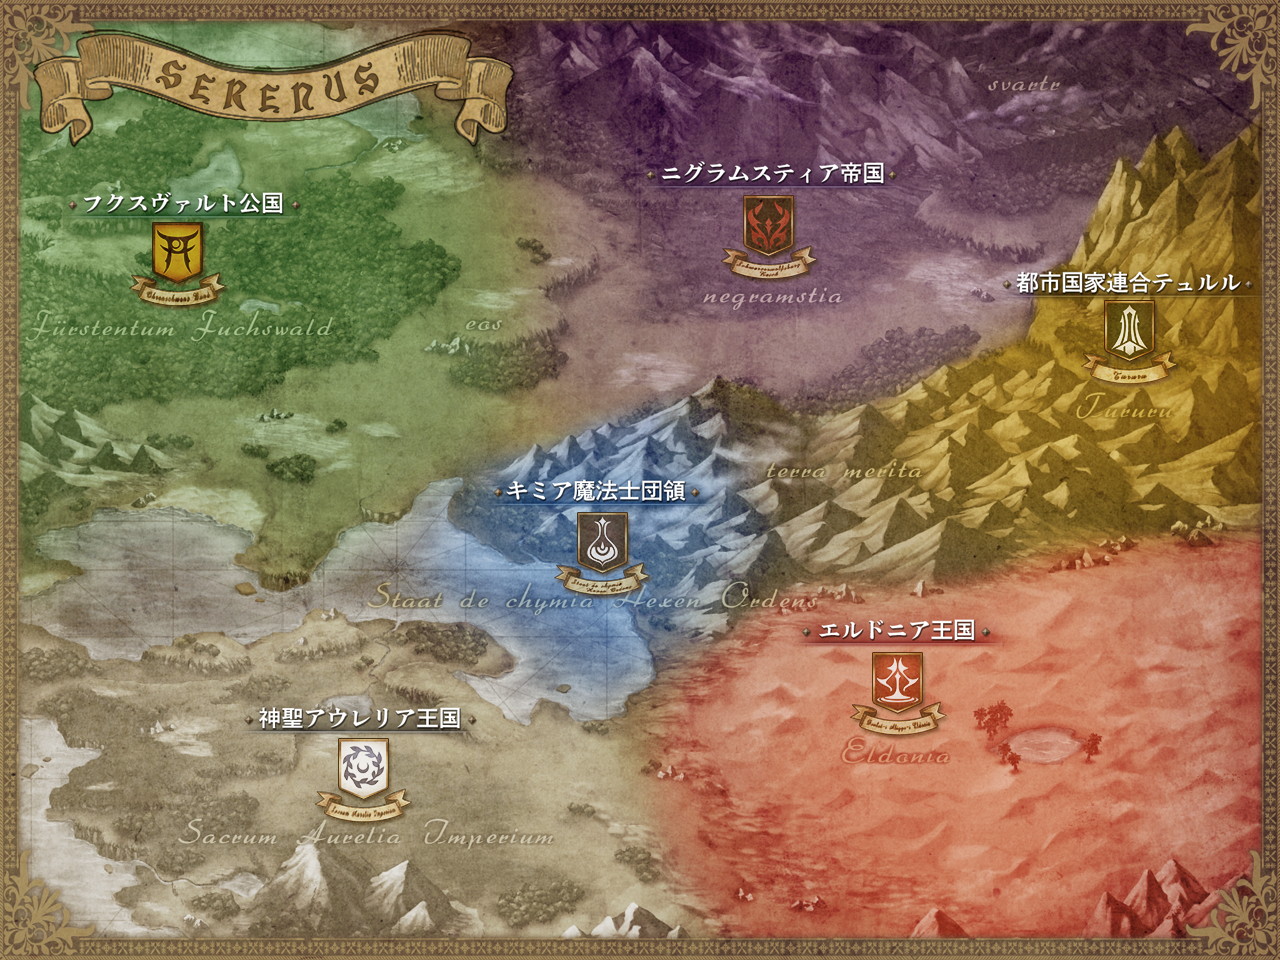 SERENUS
svartr
ニグラムスティア帝国
negramstia
フクスヴァルト公国
Fürstentum Fuchswald
eos
都市国家連合テュルル
Tururu
terra merita
キミア魔法士団領
Staat de chymia Hexen Ordens
エルドニア王国
Eldonia
神聖アウレリア王国
Sacrum Aurelia Imperium